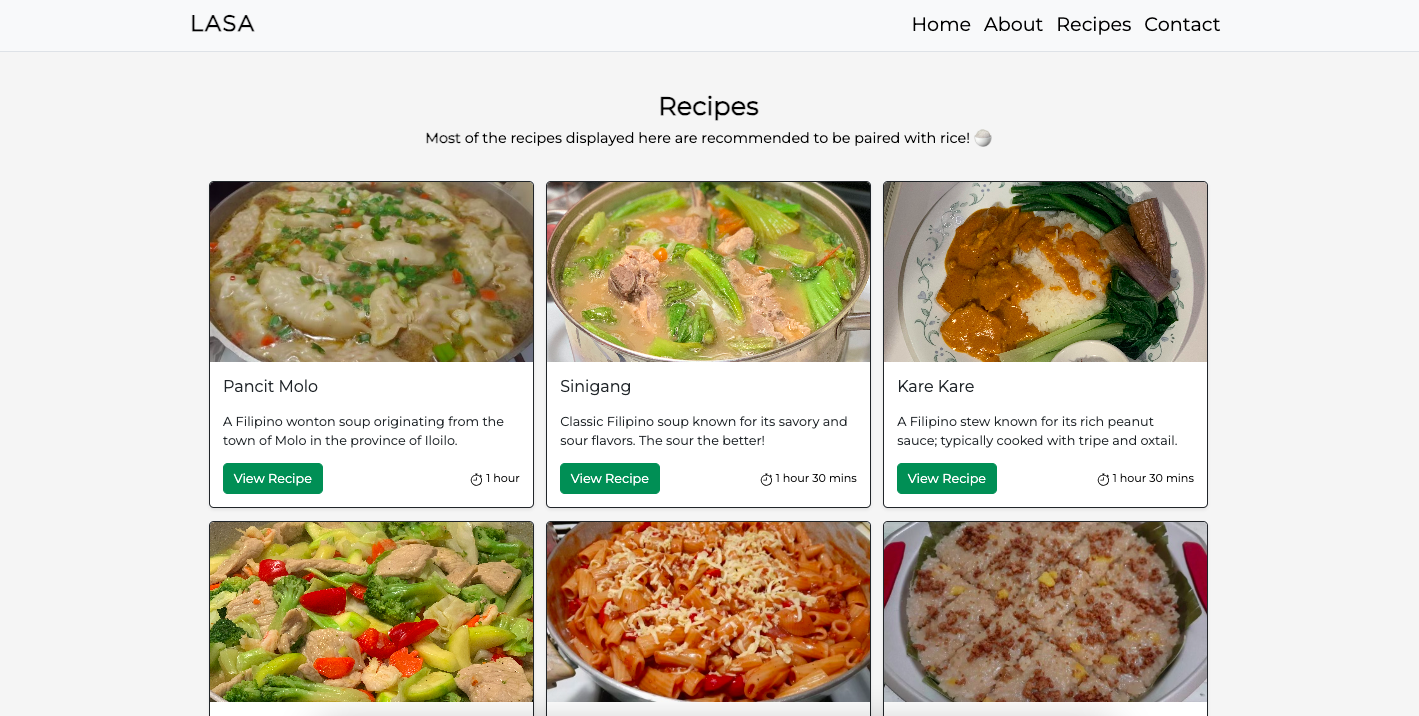 LASA
Home About Recipes Contact
Recipes
Most of the recipes displayed here are recommended to be paired with rice! 🍚
Pancit Molo
A Filipino wonton soup originating from the
town of Molo in the province of Iloilo.
View Recipe
1 hour
Sinigang
Classic Filipino soup known for its savory and
sour flavors. The sour the better!
View Recipe
1 hour 30 mins
Kare Kare
A Filipino stew known for its rich peanut
sauce; typically cooked with tripe and oxtail.
View Recipe
1 hour 30 mins